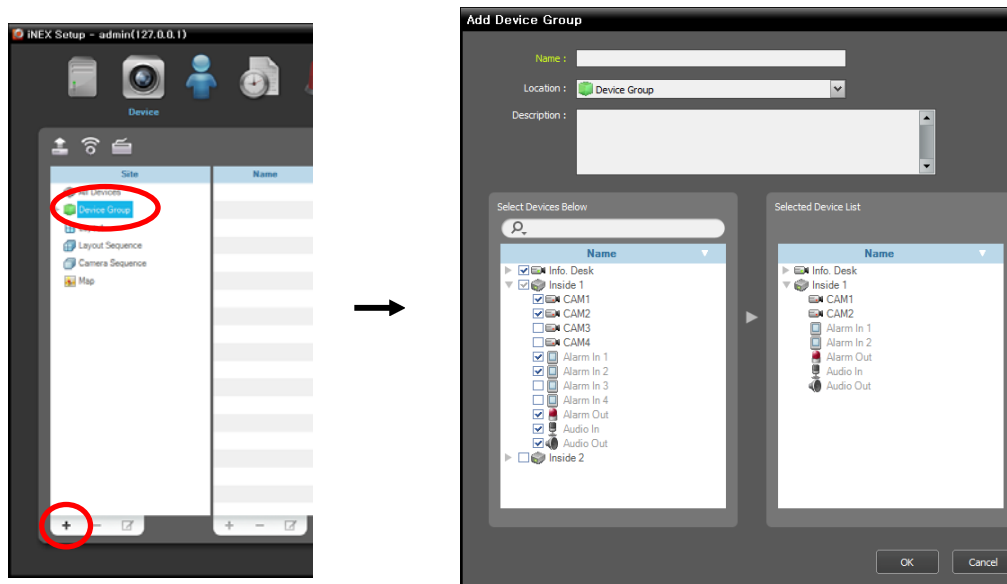 iNEX Setup - admin(127.0.0.1)
Device
Site
Name
All Devices
Device Group
Layout Sequence
Camera Sequence
Map
Add Device Group
Name :
Location :
Device Group
Description :
Select Devices Below
Name
Info. Desk
Inside 1
CAM1
CAM2
CAM3
CAM4
Alarm In 1
Alarm In 2
Alarm In 3
Alarm In 4
Alarm Out
Audio In
Audio Out
Inside 2
Selected Device List
Name
Info. Desk
Inside 1
CAM1
CAM2
Alarm In 1
Alarm In 2
Alarm Out
Audio In
Audio Out
OK
Cancel